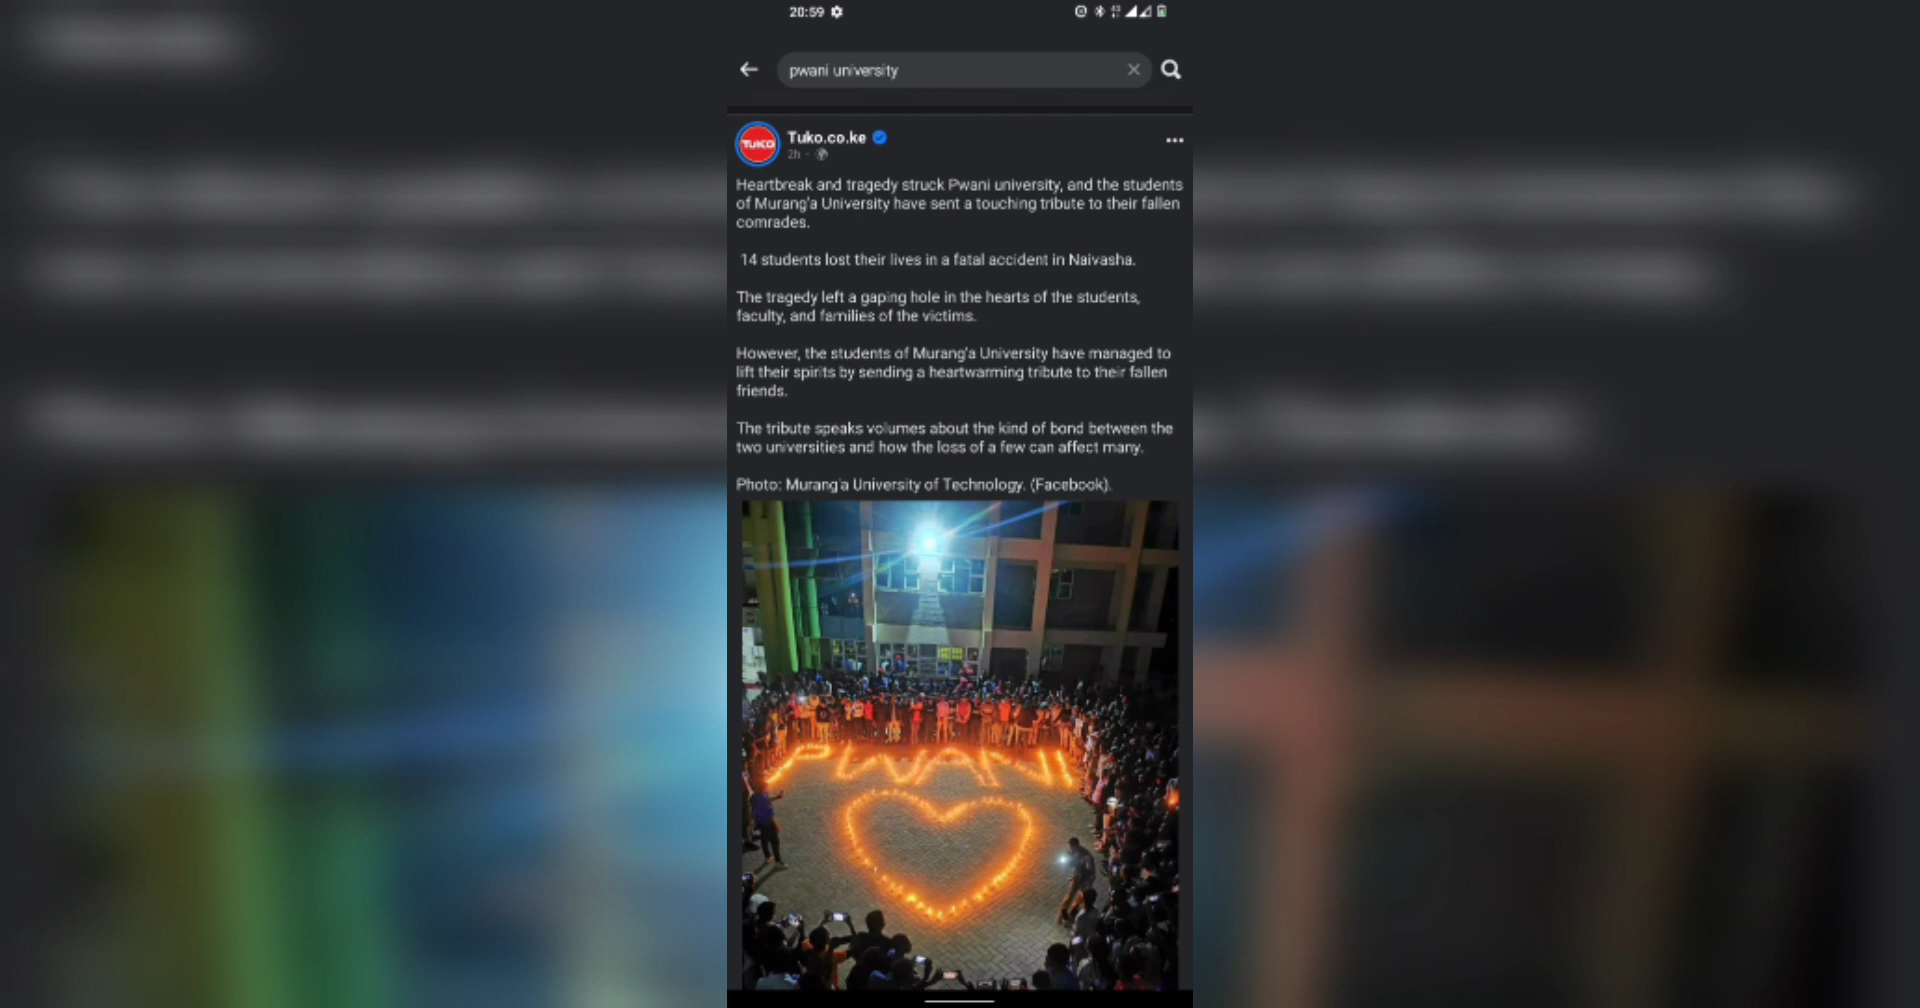 20:59
pwani university
TUKO
Tuko.co.ke
2h
Heartbreak and tragedy struck Pwani university, and the students
of Murang'a University have sent a touching tribute to their fallen
comrades.
14 students lost their lives in a fatal accident in Naivasha.
The tragedy left a gaping hole in the hearts of the students,
faculty, and families of the victims.
However, the students of Murang'a University have managed to
lift their spirits by sending a heartwarming tribute to their fallen
friends.
The tribute speaks volumes about the kind of bond between the
two universities and how the loss of a few can affect many.
Photo: Murang'a University of Technology. (Facebook).
PWANI